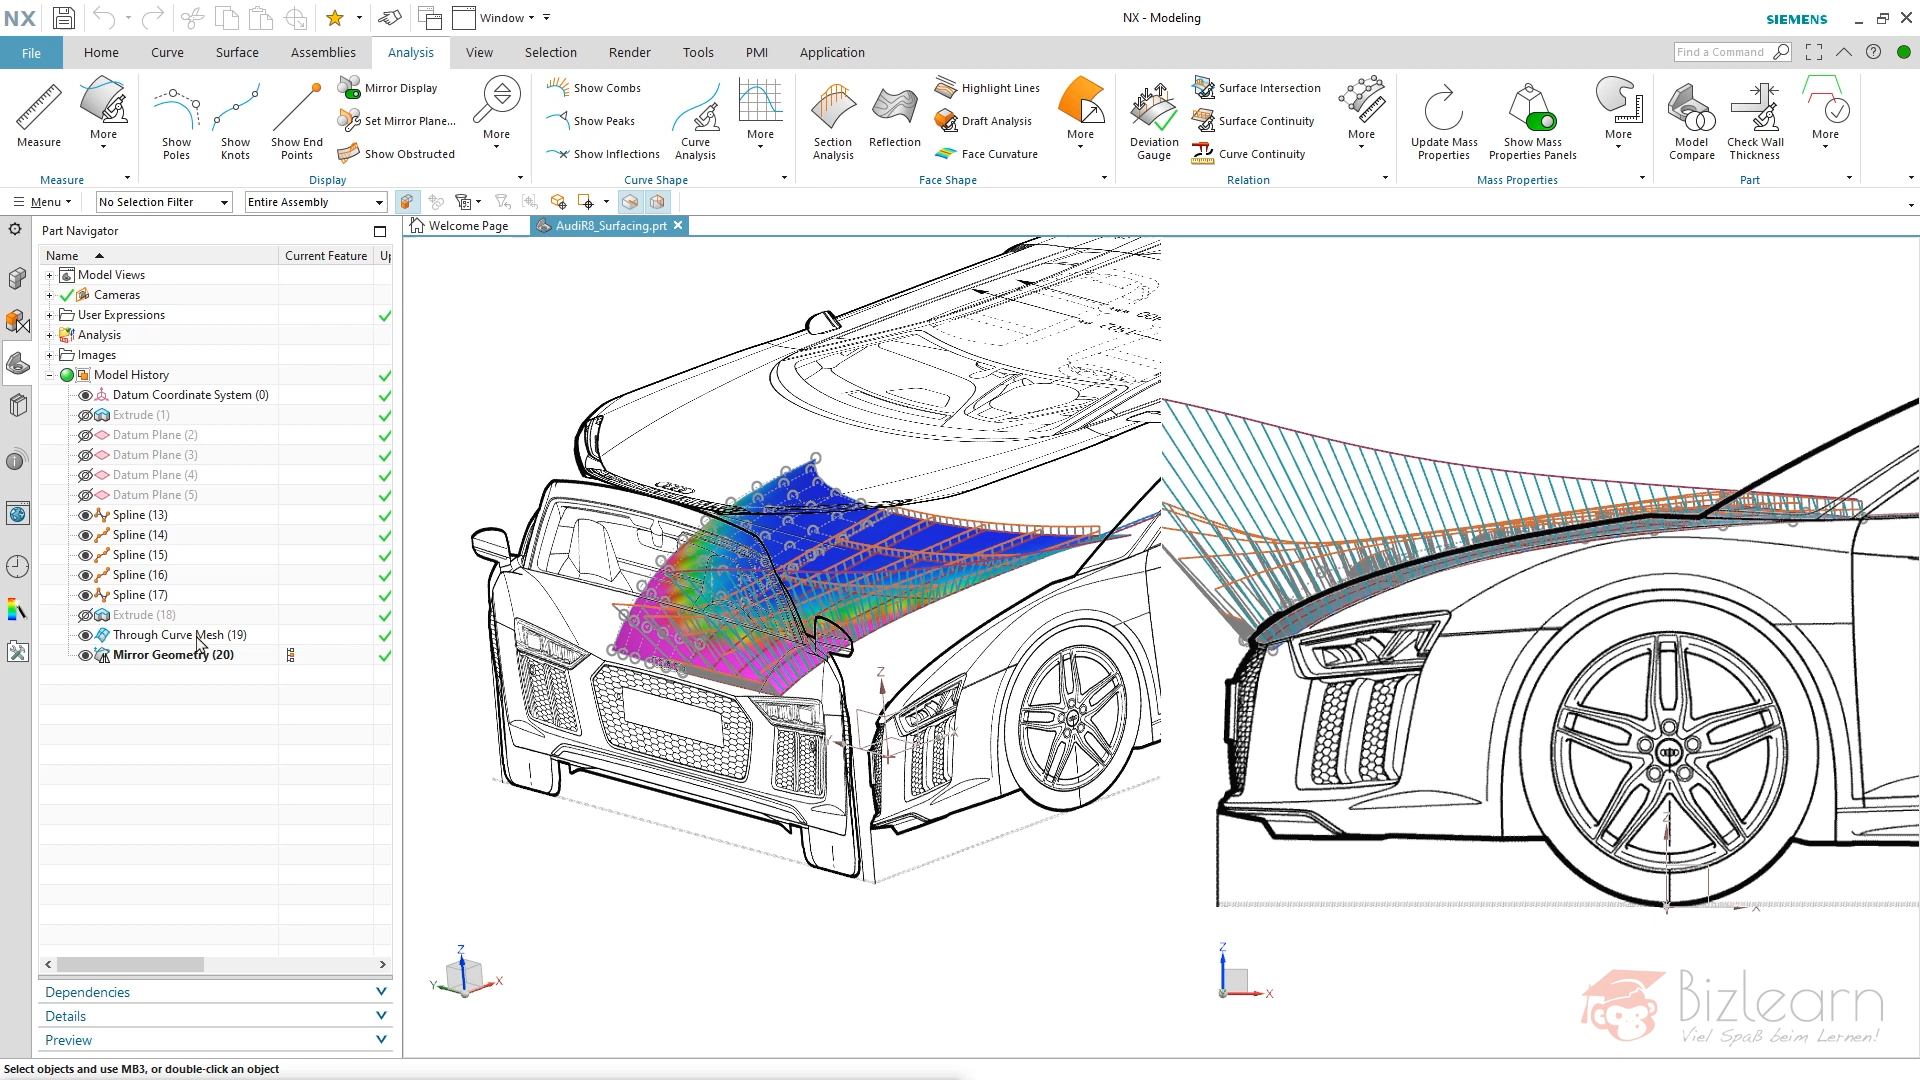 NX
Window
NX - Modeling
SIEMENS
File
Home
Curve
Surface
Assemblies
Analysis
View
Selection
Render
Tools
PMI
Application
Find a Command
Measure
More
Show Poles
Show Knots
Show End Points
Mirror Display
Set Mirror Plane...
Show Obstructed
More
Show Combs
Show Peaks
Show Inflections
Curve Analysis
More
Section Analysis
Reflection
Highlight Lines
Draft Analysis
Face Curvature
More
Deviation Gauge
Surface Intersection
Surface Continuity
Curve Continuity
More
Update Mass Properties
Show Mass Properties Panels
More
Model Compare
Check Wall Thickness
More
Measure
Display
Curve Shape
Face Shape
Relation
Mass Properties
Part
Menu
No Selection Filter
Entire Assembly
Part Navigator
Welcome Page
AudiR8_Surfacing.prt
Name
Current Feature
Up
Model Views
Cameras
User Expressions
Analysis
Images
Model History
Datum Coordinate System (0)
Extrude (1)
Datum Plane (2)
Datum Plane (3)
Datum Plane (4)
Datum Plane (5)
Spline (13)
Spline (14)
Spline (15)
Spline (16)
Spline (17)
Extrude (18)
Through Curve Mesh (19)
Mirror Geometry (20)
Dependencies
Details
Preview
Z
X
Z
Y
X
Z
X
Bizlearn
Viel Spaß beim Lernen!
Select objects and use MB3, or double-click an object